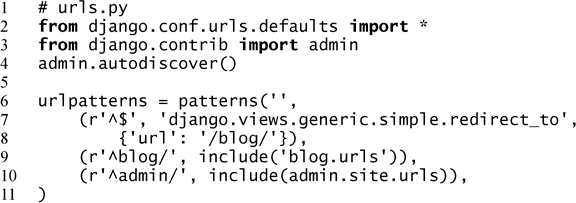 1 # urls.py
2 from django.conf.urls.defaults import *
3 from django.contrib import admin
4 admin.autodiscover()
5
6 urlpatterns = patterns('',
7     (r'^$', 'django.views.generic.simple.redirect_to',
8         {'url': '/blog/'}),
9     (r'^blog/', include('blog.urls')),
10     (r'^admin/', include(admin.site.urls)),
11 )